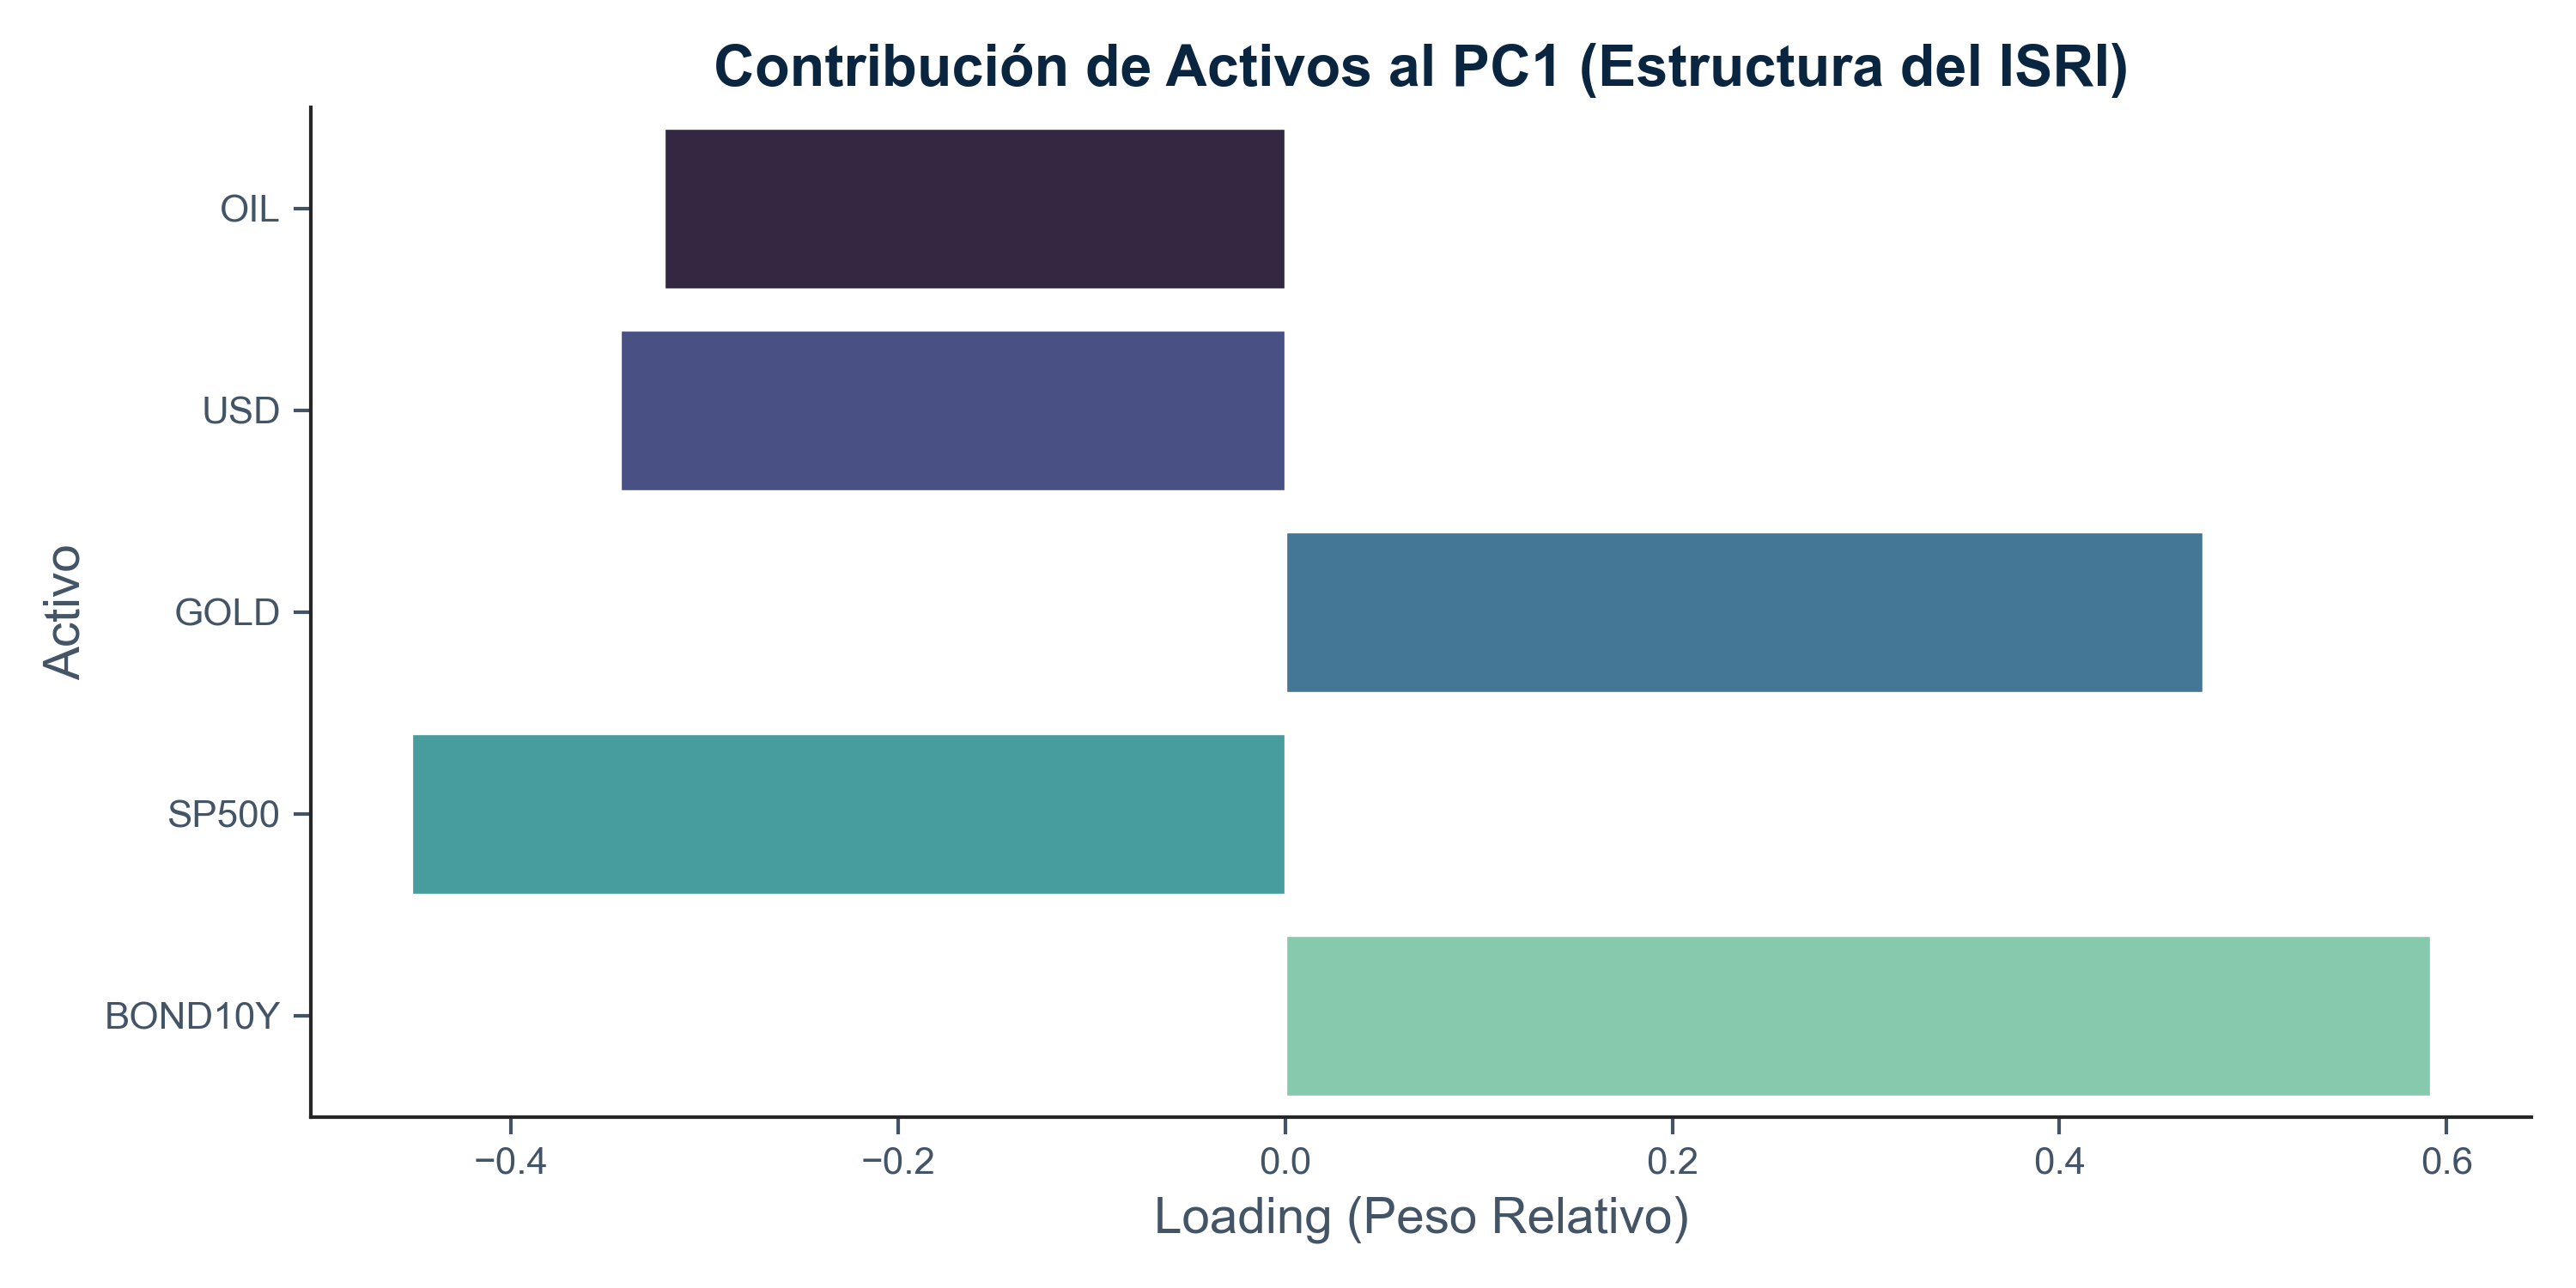 Contribución de Activos al PC1 (Estructura del ISRI)
Activo
OIL
USD
GOLD
SP500
BOND10Y
−0.4 −0.2 0.0 0.2 0.4 0.6
Loading (Peso Relativo)